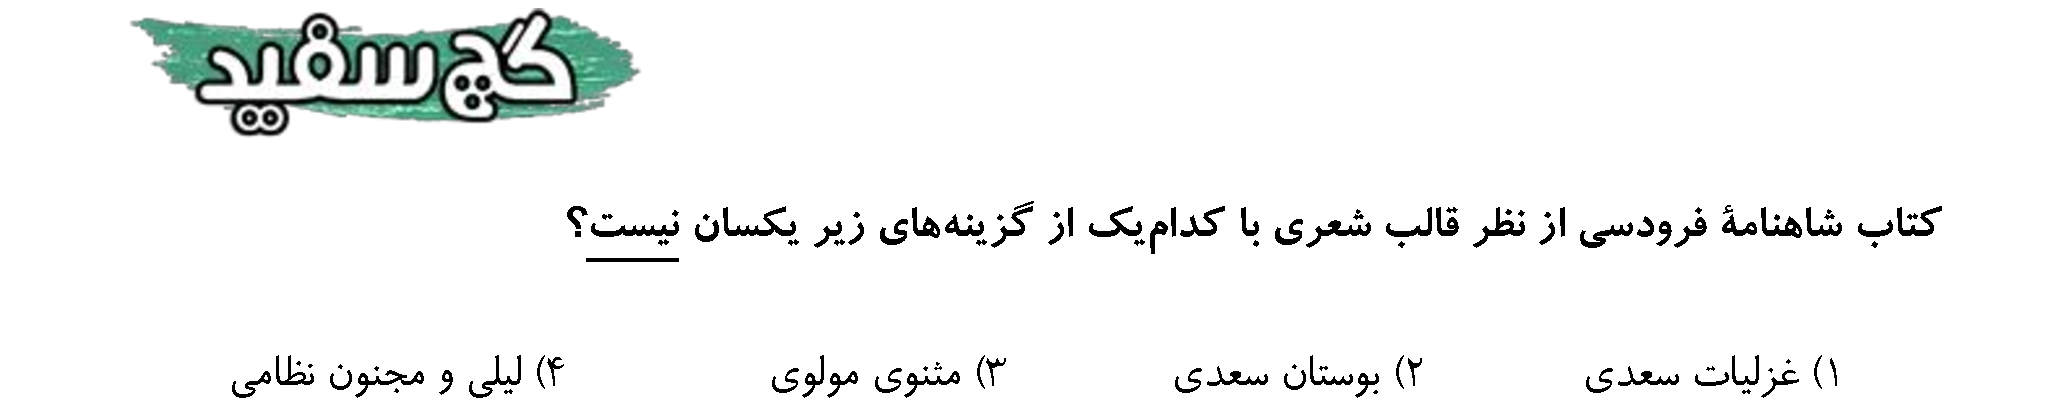 گچ سفید
کتاب شاهنامهٔ فرودسی از نظر قالب شعری با کدام‌یک از گزینه‌های زیر یکسان نیست؟
۱) غزلیات سعدی ۲) بوستان سعدی ۳) مثنوی مولوی ۴) لیلی و مجنون نظامی